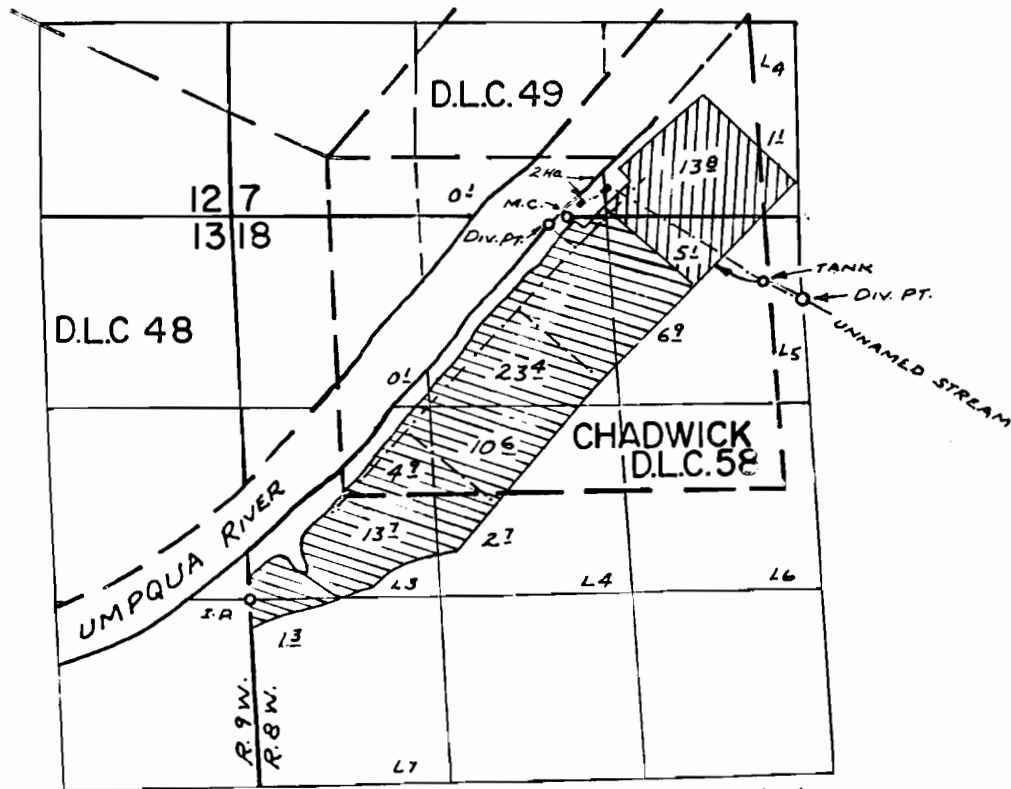 L4
D.L.C. 49
1 1
13 8
2 Ho.
12 7
0 1
M.C.
13 18
DIV. PT.
5 1
TANK
DIV. PT.
D.L.C 48
6 9
L5
UNNAMED STREAM
0 1
23 4
CHADWICK
D.L.C. 58
10 6
4 9
UMPQUA RIVER
13 7
2 7
L3
L4
L6
1 3
R. 9 W.
R. 8 W.
L7